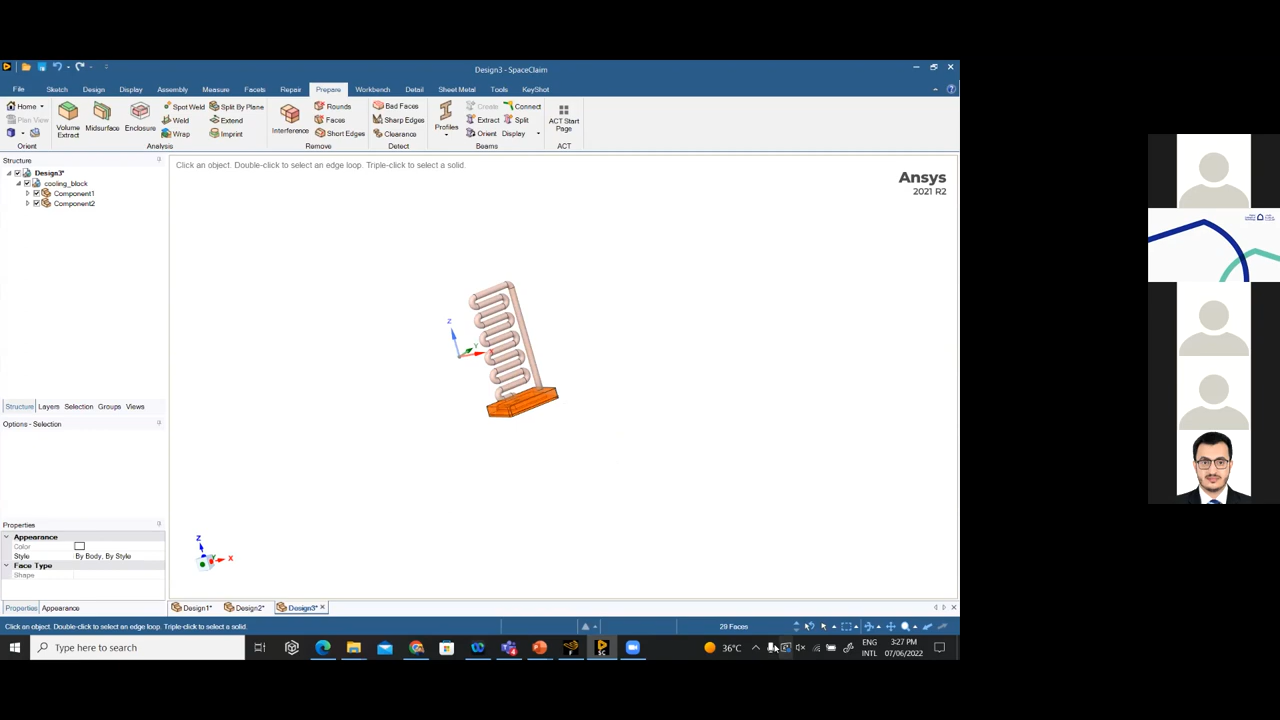 Design3 - SpaceClaim
File Sketch Design Display Assembly Measure Facets Repair Prepare Workbench Detail Sheet Metal Tools KeyShot
Home
Plan View
Orient
Volume Extract
Midsurface
Enclosure
Spot Weld
Weld
Wrap
Split By Plane
Extend
Imprint
Analysis
Interference
Rounds
Faces
Short Edges
Remove
Bad Faces
Sharp Edges
Clearance
Detect
Profiles
Create
Extract
Orient
Connect
Split
Display
Beams
ACT Start Page
ACT
Structure
Design3*
cooling_block
Component1
Component2
Structure Layers Selection Groups Views
Options - Selection
Properties
Appearance
Color
Style By Body, By Style
Face Type
Shape
Properties Appearance
Click an object. Double-click to select an edge loop. Triple-click to select a solid.
Ansys
2021 R2
Z
Y
Z
Y
X
Design1* Design2* Design3*
Click an object. Double-click to select an edge loop. Triple-click to select a solid.
29 Faces
Type here to search
36°C
ENG
INTL
3:27 PM
07/06/2022